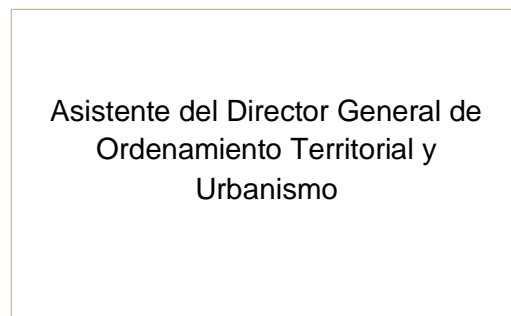 Asistente del Director General de
Ordenamiento Territorial y
Urbanismo